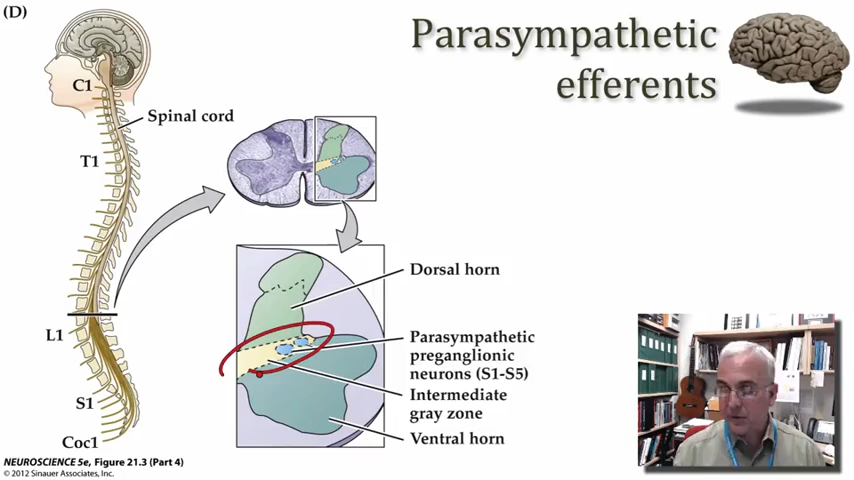 (D)
Parasympathetic
efferents
C1
Spinal cord
T1
Dorsal horn
Parasympathetic
preganglionic
neurons (S1-S5)
Intermediate
gray zone
Ventral horn
L1
S1
Coc1
NEUROSCIENCE 5e, Figure 21.3 (Part 4)
© 2012 Sinauer Associates, Inc.